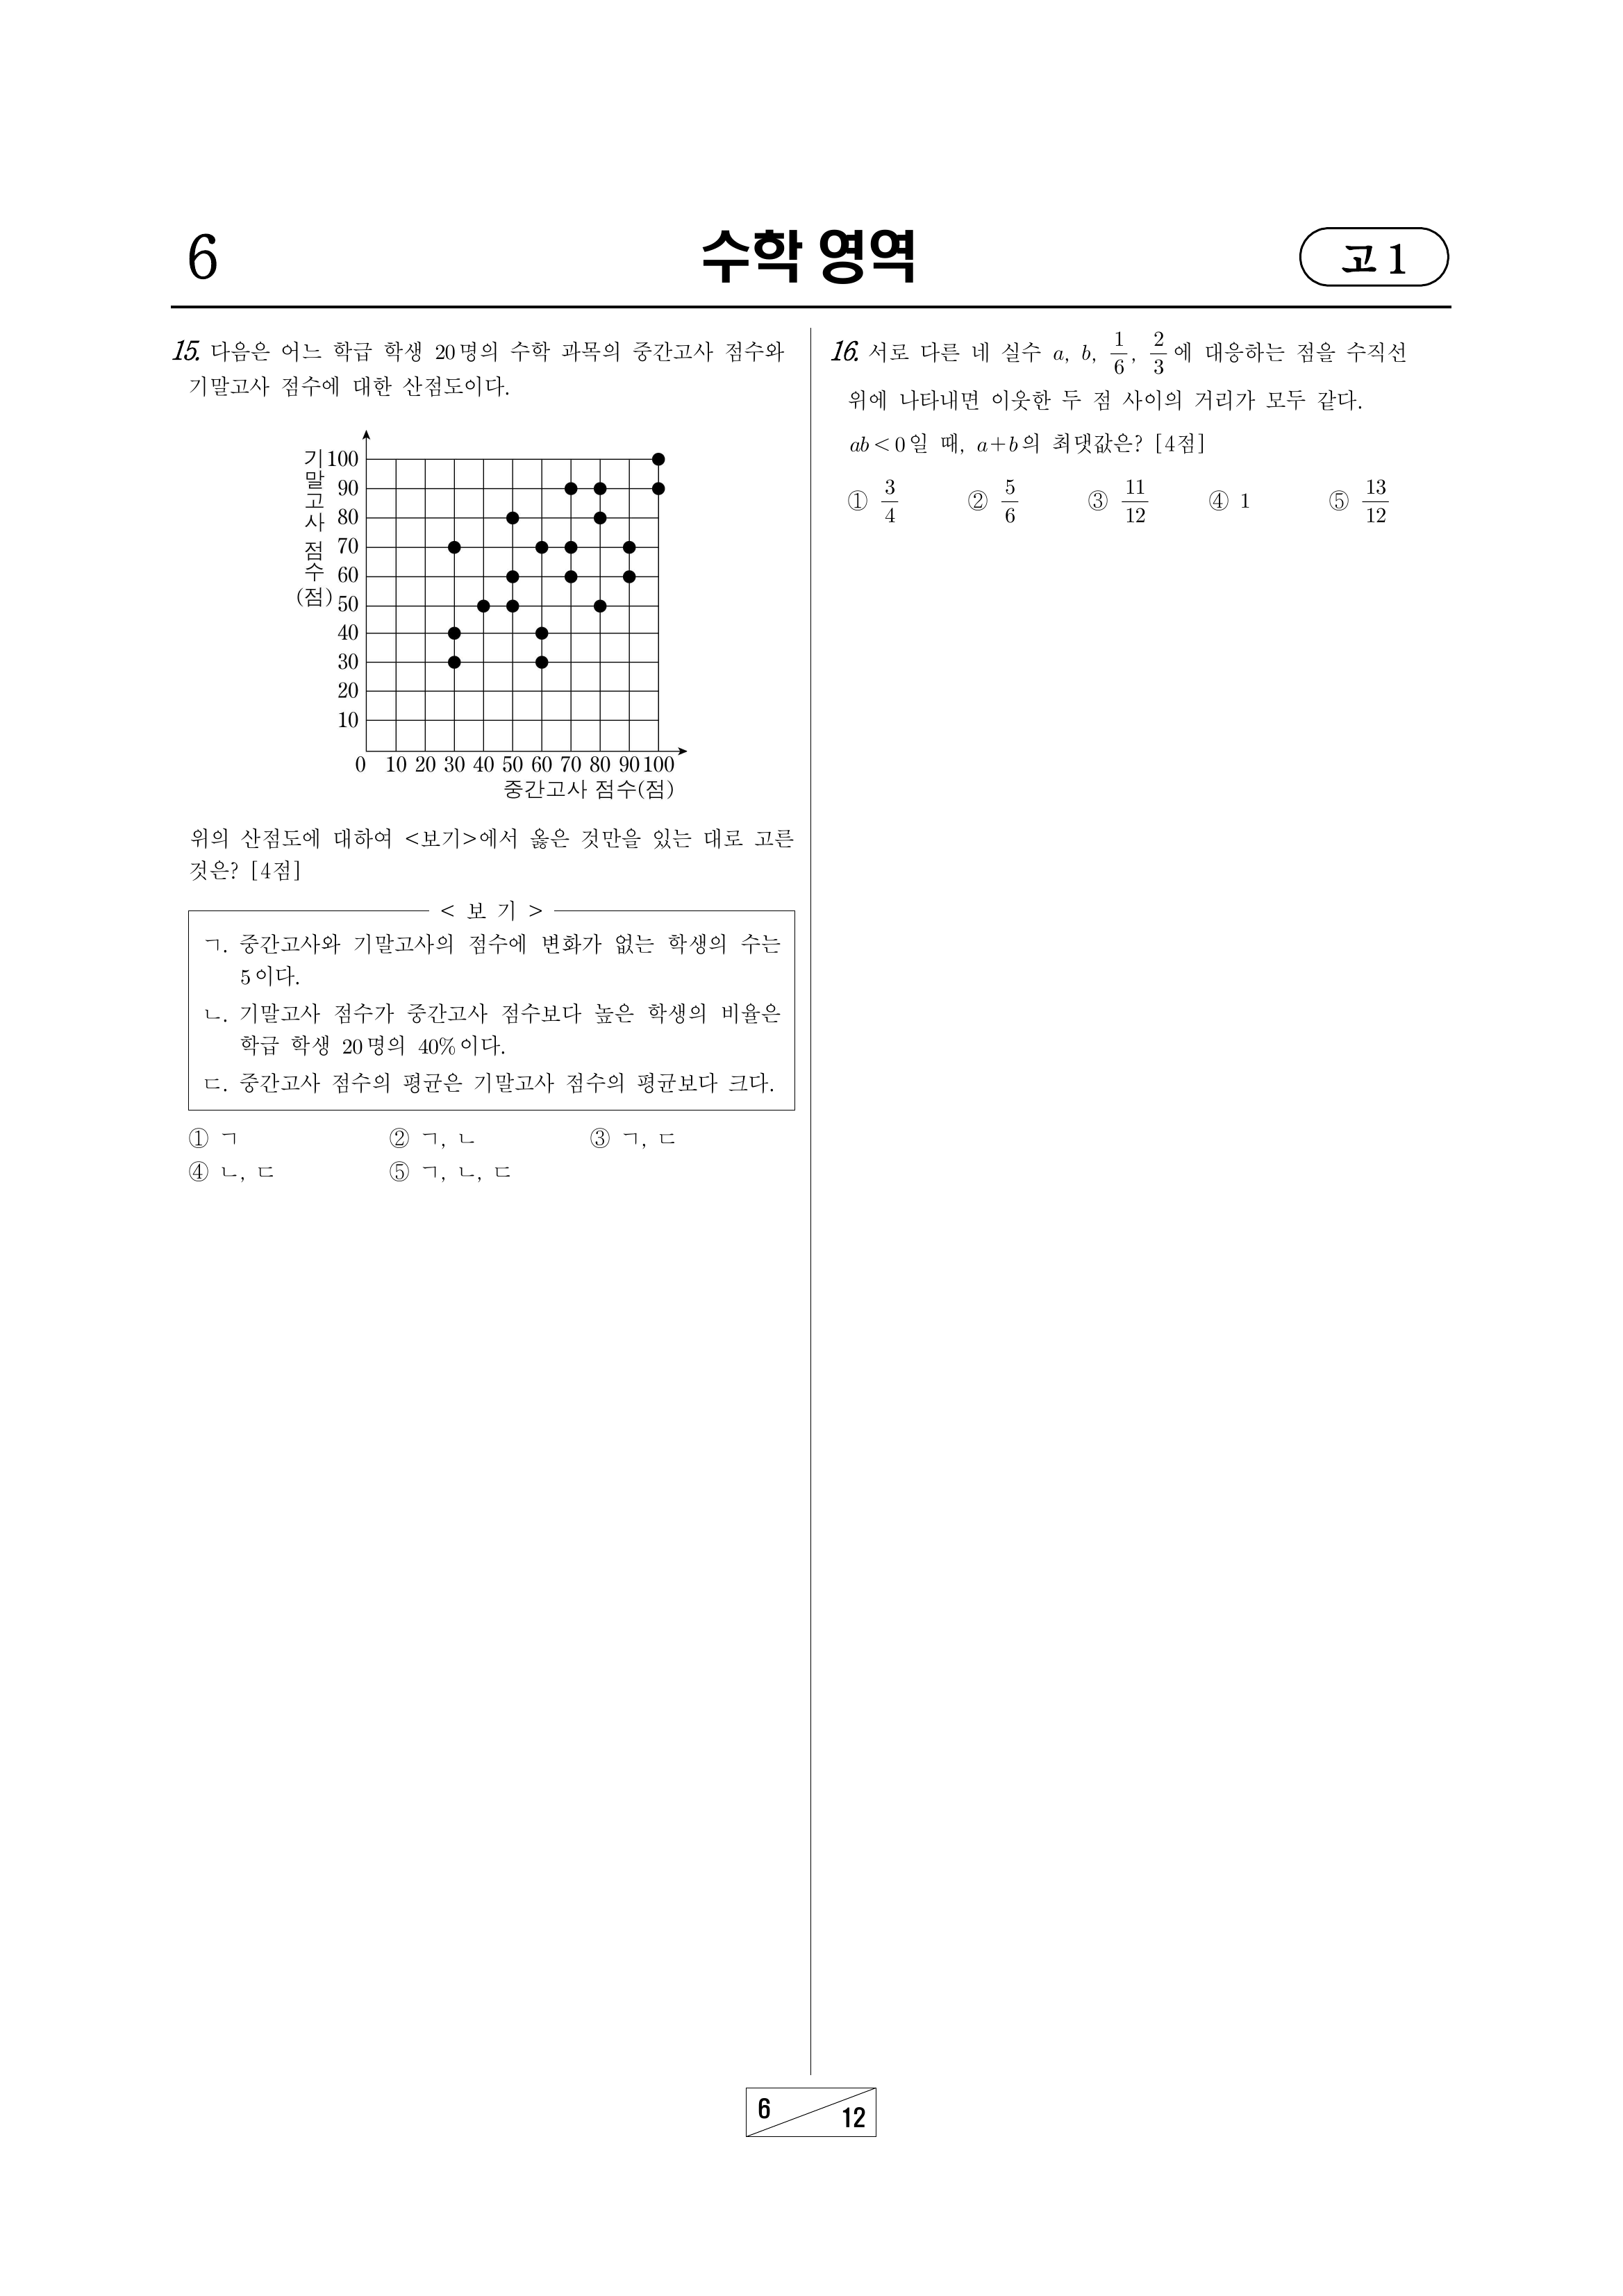 6
수학 영역
고 1
15. 다음은 어느 학급 학생 20명의 수학 과목의 중간고사 점수와
기말고사 점수에 대한 산점도이다.
기말고사 점수(점)
100
90
80
70
60
50
40
30
20
10
0 10 20 30 40 50 60 70 80 90 100
중간고사 점수(점)
위의 산점도에 대하여 <보기>에서 옳은 것만을 있는 대로 고른
것은? [4점]
< 보 기 >
ㄱ. 중간고사와 기말고사의 점수에 변화가 없는 학생의 수는
5이다.
ㄴ. 기말고사 점수가 중간고사 점수보다 높은 학생의 비율은
학급 학생 20명의 40%이다.
ㄷ. 중간고사 점수의 평균은 기말고사 점수의 평균보다 크다.
① ㄱ ② ㄱ, ㄴ ③ ㄱ, ㄷ
④ ㄴ, ㄷ ⑤ ㄱ, ㄴ, ㄷ
16. 서로 다른 네 실수 a, b, 1/6, 2/3에 대응하는 점을 수직선
위에 나타내면 이웃한 두 점 사이의 거리가 모두 같다.
ab<0일 때, a+b의 최댓값은? [4점]
① 3/4 ② 5/6 ③ 11/12 ④ 1 ⑤ 13/12
6
12